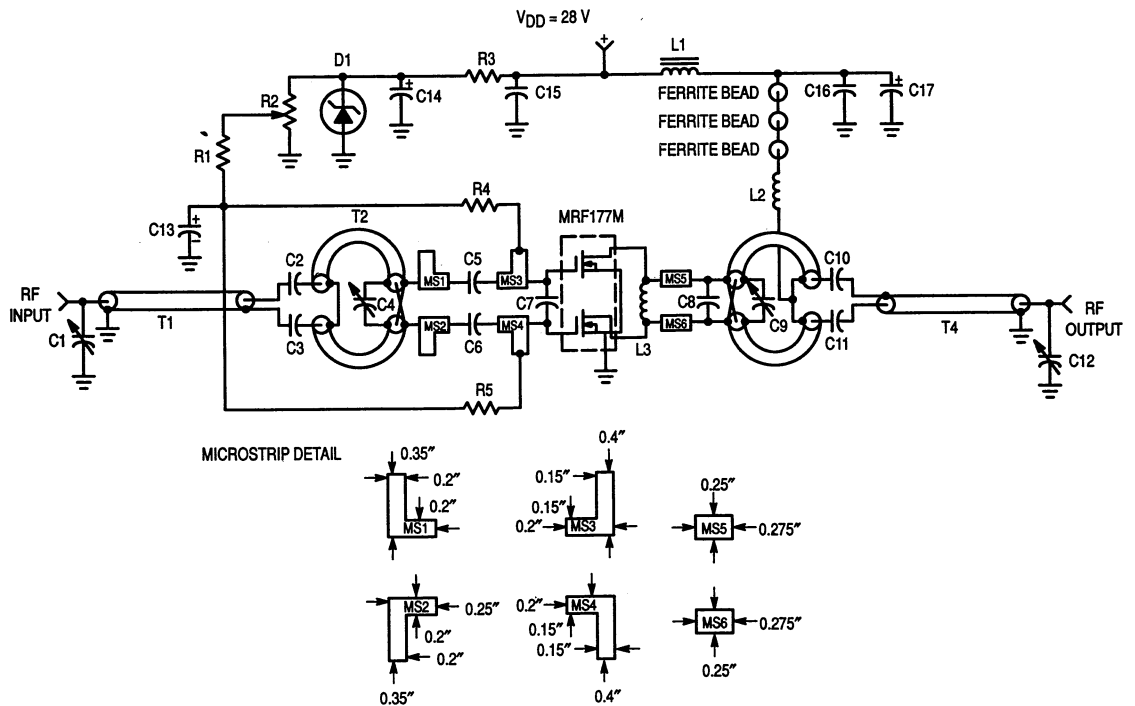 V_DD = 28 V
L1
D1
R3
R2
C14
C15
FERRITE BEAD
FERRITE BEAD
FERRITE BEAD
C16
C17
R1
L2
R4
T2
MRF177M
C13
C2
MS1
C5
MS3
C10
RF INPUT
C4
C7
MS5
C8
C9
RF OUTPUT
T1
T4
C3
MS2
MS4
MS6
C1
C6
L3
C11
C12
R5
MICROSTRIP DETAIL
0.35"
0.2"
0.2"
MS1
0.4"
0.15"
0.15"
0.2"
MS3
0.25"
MS5
0.275"
MS2
0.25"
0.2"
0.2"
0.35"
0.2"
MS4
0.15"
0.15"
0.4"
MS6
0.275"
0.25"